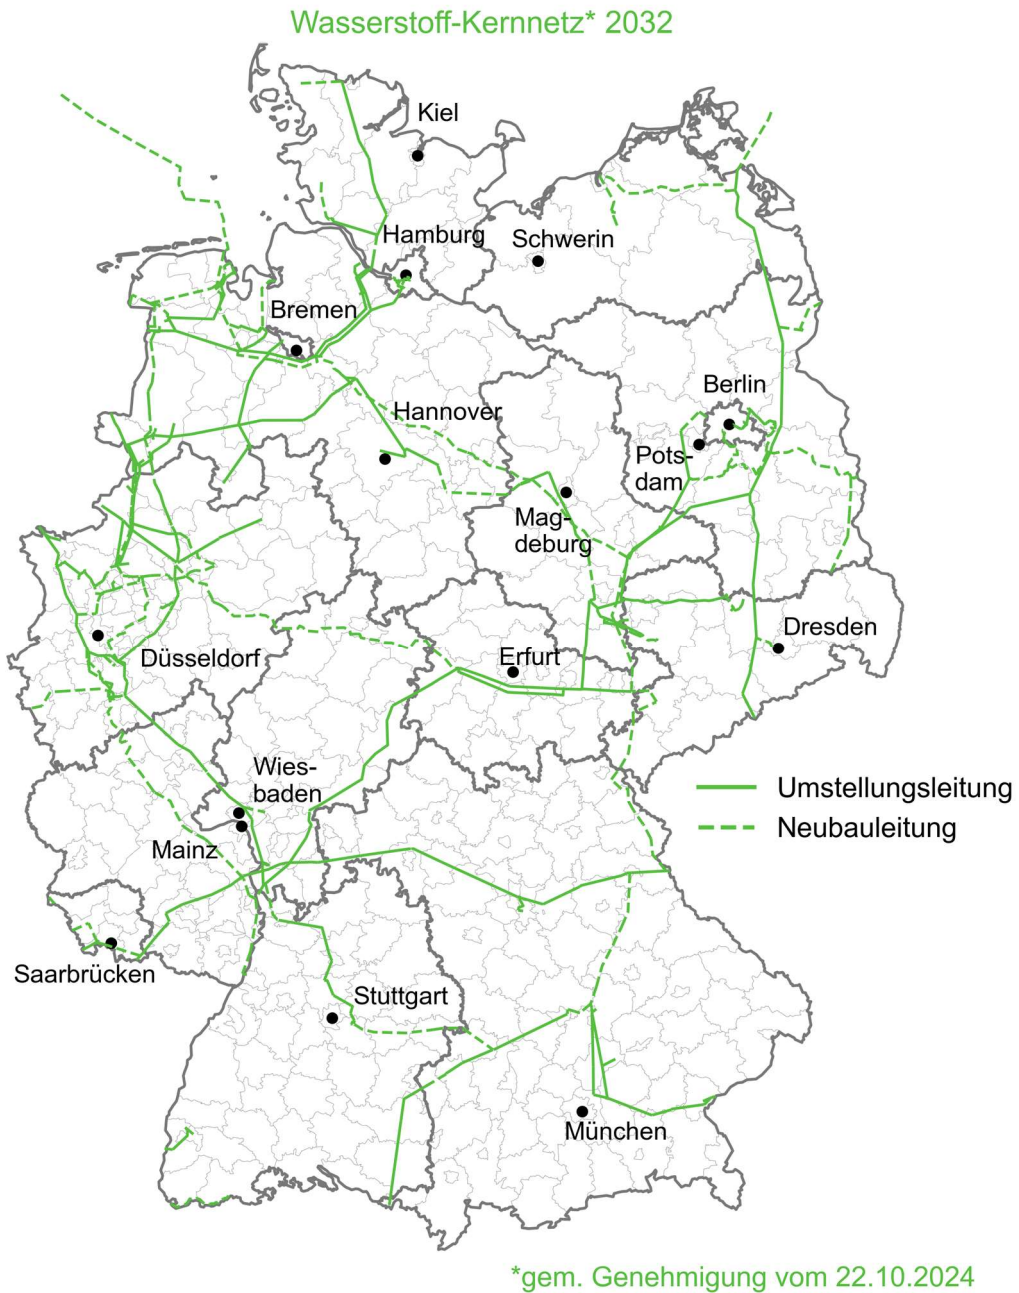 Wasserstoff-Kernnetz* 2032
Kiel
Hamburg
Schwerin
Bremen
Berlin
Hannover
Pots-
dam
Mag-
deburg
Dresden
Düsseldorf
Erfurt
Wies-
baden
Umstellungsleitung
Neubauleitung
Mainz
Saarbrücken
Stuttgart
München
*gem. Genehmigung vom 22.10.2024